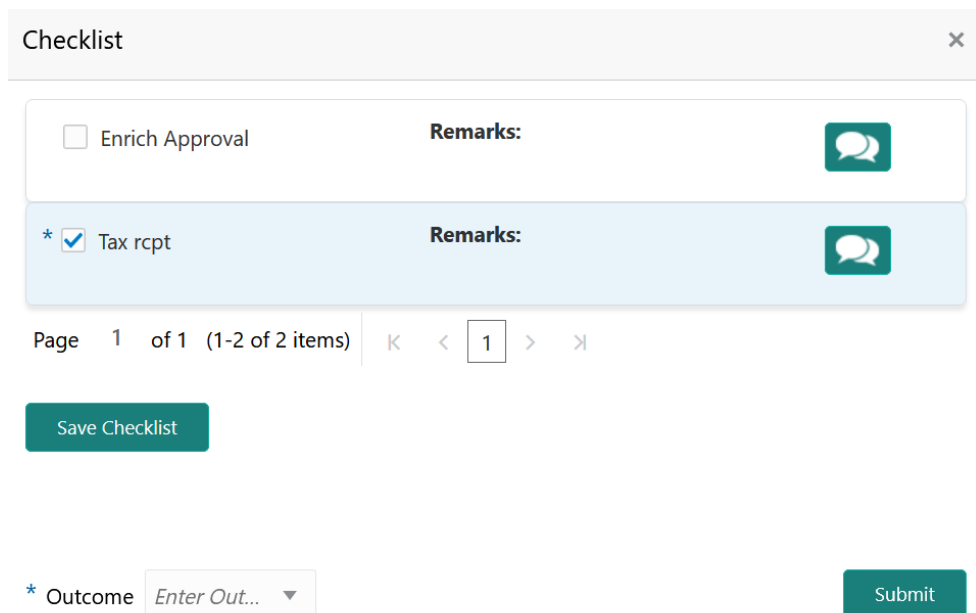 Checklist
Enrich Approval Remarks:
* Tax rcpt Remarks:
Page 1 of 1 (1-2 of 2 items) 1
Save Checklist
* Outcome Enter Out... Submit